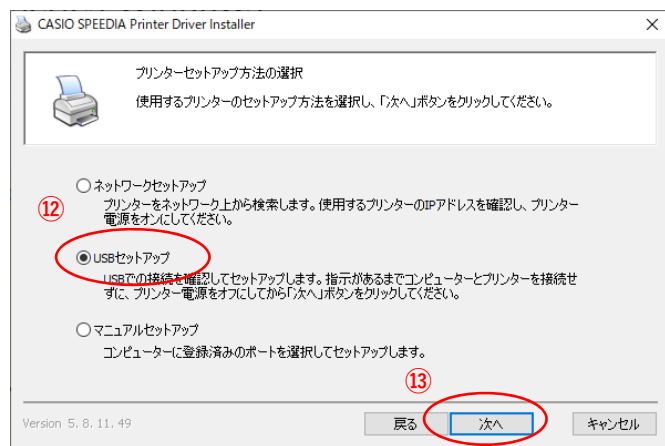 CASIO SPEEDIA Printer Driver Installer
プリンターセットアップ方法の選択
使用するプリンターのセットアップ方法を選択し、「次へ」ボタンをクリックしてください。
ネットワークセットアップ
⑫
プリンターをネットワーク上から検索します。使用するプリンターのIPアドレスを確認し、プリンター
電源をオンにしてください。
USBセットアップ
USBでの接続を確認してセットアップします。指示があるまでコンピューターとプリンターを接続せ
ずに、プリンター電源をオフにしてから「次へ」ボタンをクリックしてください。
マニュアルセットアップ
コンピューターに登録済みのポートを選択してセットアップします。
⑬
Version 5.8.11.49
戻る
次へ
キャンセル